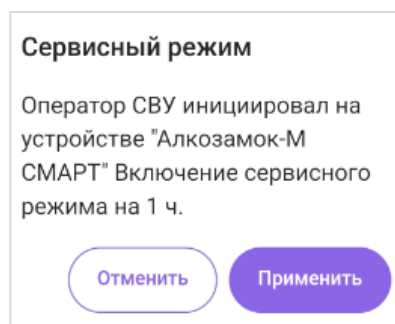 Сервисный режим
Оператор СВУ инициировал на
устройстве "Алкозамок-М
СМАРТ" Включение сервисного
режима на 1 ч.
Отменить
Применить